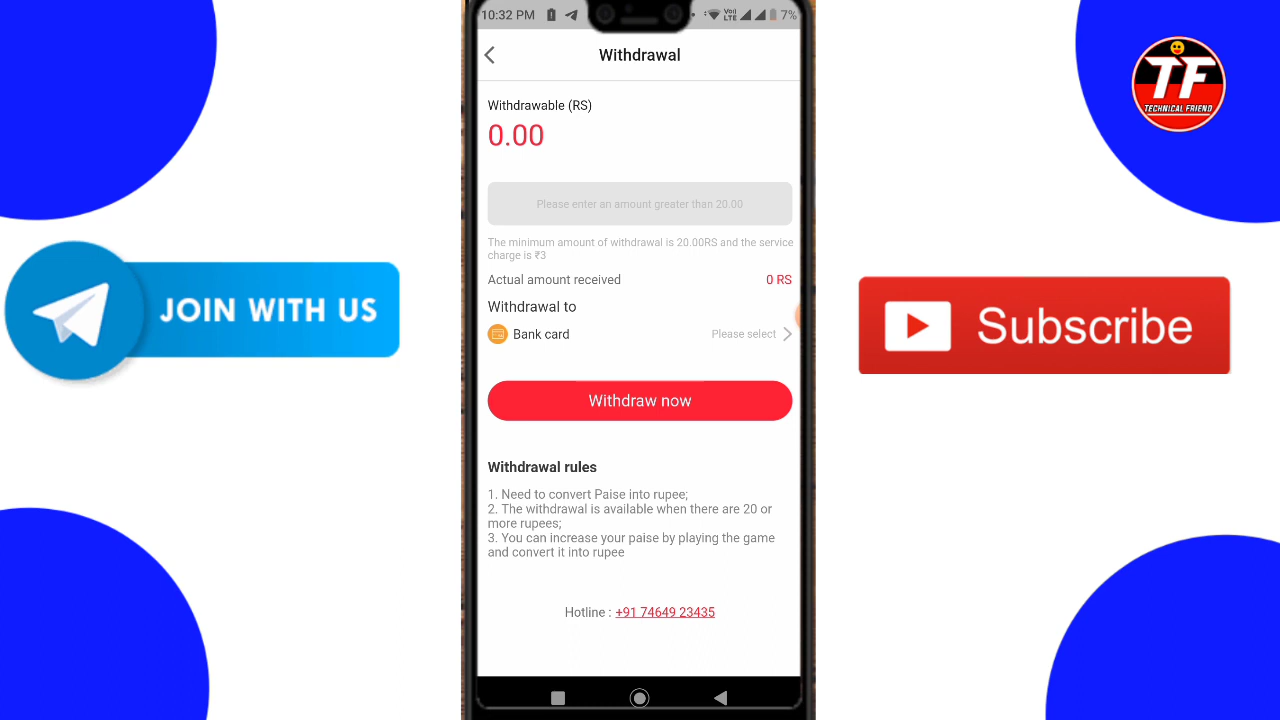 10:32 PM
Vo)
LTE
7%
Withdrawal
Withdrawable (RS)
0.00
Please enter an amount greater than 20.00
The minimum amount of withdrawal is 20.00RS and the service
charge is ₹3
Actual amount received
0 RS
Withdrawal to
Bank card
Please select
Withdraw now
Withdrawal rules
1. Need to convert Paise into rupee;
2. The withdrawal is available when there are 20 or
more rupees;
3. You can increase your paise by playing the game
and convert it into rupee
Hotline : +91 74649 23435
JOIN WITH US
TF
TECHNICAL FRIEND
Subscribe